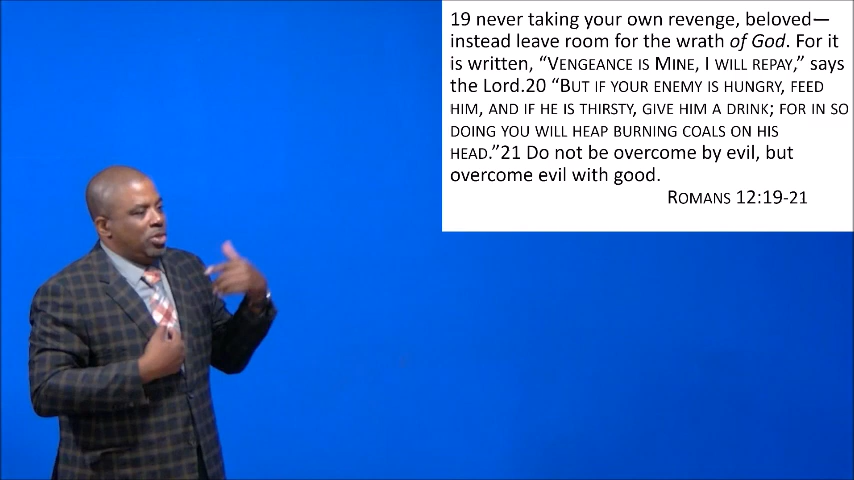 19 never taking your own revenge, beloved—
instead leave room for the wrath of God. For it
is written, “VENGEANCE IS MINE, I WILL REPAY,” says
the Lord.20 “BUT IF YOUR ENEMY IS HUNGRY, FEED
HIM, AND IF HE IS THIRSTY, GIVE HIM A DRINK; FOR IN SO
DOING YOU WILL HEAP BURNING COALS ON HIS
HEAD.”21 Do not be overcome by evil, but
overcome evil with good.
ROMANS 12:19-21